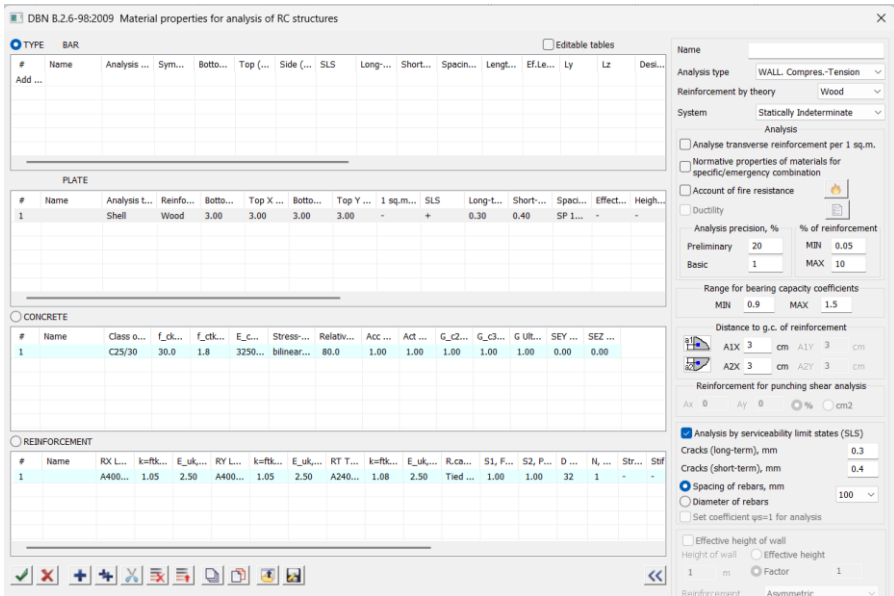 DBN B.2.6-98:2009 Material properties for analysis of RC structures
TYPE BAR Editable tables
# Name Analysis ... Sym... Botto... Top (... Side (... SLS Long-... Short... Spacin... Lengt... Ef.Le... Ly Lz Desi...
Add ...
PLATE
# Name Analysis t... Reinfo... Botto... Top X ... Botto... Top Y ... 1 sq.m... SLS Long-t... Short-... Spaci... Effect... Heigh...
1 Shell Wood 3.00 3.00 3.00 3.00 - + 0.30 0.40 SP 1... - -
CONCRETE
# Name Class o... f_ck... f_ctk... E_c... Stress-... Relativ... Acc ... Act ... G_c2... G_c3... G Ult... SEY ... SEZ ...
1 C25/30 30.0 1.8 3250... bilinear... 80.0 1.00 1.00 1.00 1.00 1.00 0.00 0.00
REINFORCEMENT
# Name RX L... k=ftk... E_uk,... RY L... k=ftk... E_uk,... RT T... k=ftk... E_uk,... R.ca... S1, F... S2, P... D ... N, ... Str... Stif
1 A400... 1.05 2.50 A400... 1.05 2.50 A240... 1.08 2.50 Tied ... 1.00 1.00 32 1 - -
Name
Analysis type WALL. Compres.-Tension
Reinforcement by theory Wood
System Statically Indeterminate
Analysis
Analyse transverse reinforcement per 1 sq.m.
Normative properties of materials for
specific/emergency combination
Account of fire resistance
Ductility
Analysis precision, % % of reinforcement
Preliminary 20 MIN 0.05
Basic 1 MAX 10
Range for bearing capacity coefficients
MIN 0.9 MAX 1.5
Distance to g.c. of reinforcement
a1 A1X 3 cm A1Y 3 cm
a2 A2X 3 cm A2Y 3 cm
Reinforcement for punching shear analysis
Ax 0 Ay 0 % cm2
Analysis by serviceability limit states (SLS)
Cracks (long-term), mm 0.3
Cracks (short-term), mm 0.4
Spacing of rebars, mm 100
Diameter of rebars
Set coefficient ψs=1 for analysis
Effective height of wall
Height of wall Effective height
1 m Factor 1
Reinforcement Asymmetric